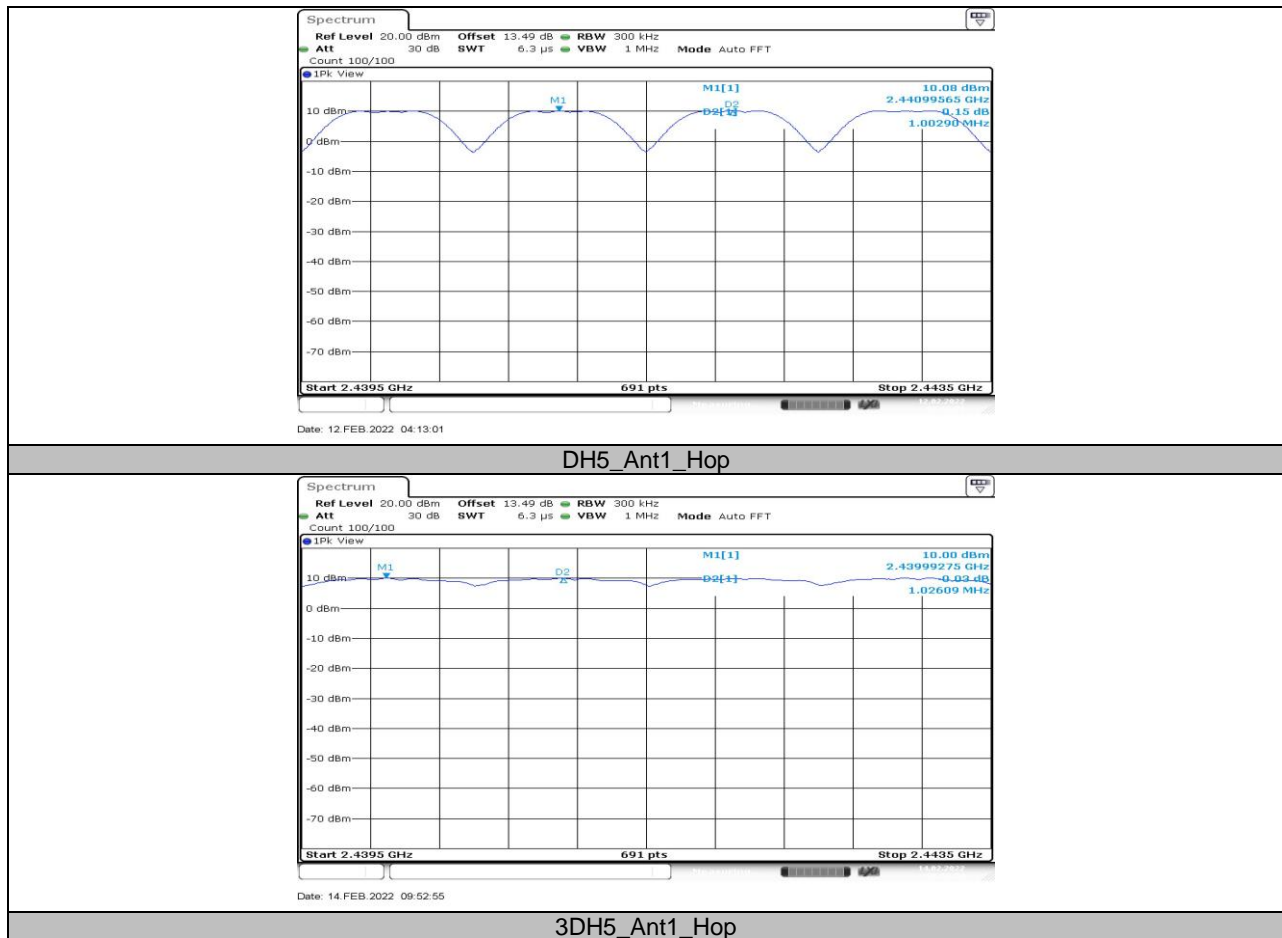 Spectrum
Ref Level 20.00 dBm Offset 13.49 dB RBW 300 kHz
Att 30 dB SWT 6.3 µs VBW 1 MHz Mode Auto FFT
Count 100/100
1Pk View
M1[1] 10.08 dBm
2.44099565 GHz
M1
D2
D2[1] -0.15 dB
1.00290 MHz
10 dBm
0 dBm
-10 dBm
-20 dBm
-30 dBm
-40 dBm
-50 dBm
-60 dBm
-70 dBm
Start 2.4395 GHz 691 pts Stop 2.4435 GHz
Date: 12.FEB.2022 04:13:01
DH5_Ant1_Hop
Spectrum
Ref Level 20.00 dBm Offset 13.49 dB RBW 300 kHz
Att 30 dB SWT 6.3 µs VBW 1 MHz Mode Auto FFT
Count 100/100
1Pk View
M1[1] 10.00 dBm
2.43999275 GHz
M1
D2
D2[1] -0.03 dB
1.02609 MHz
10 dBm
0 dBm
-10 dBm
-20 dBm
-30 dBm
-40 dBm
-50 dBm
-60 dBm
-70 dBm
Start 2.4395 GHz 691 pts Stop 2.4435 GHz
Date: 14.FEB.2022 09:52:55
3DH5_Ant1_Hop